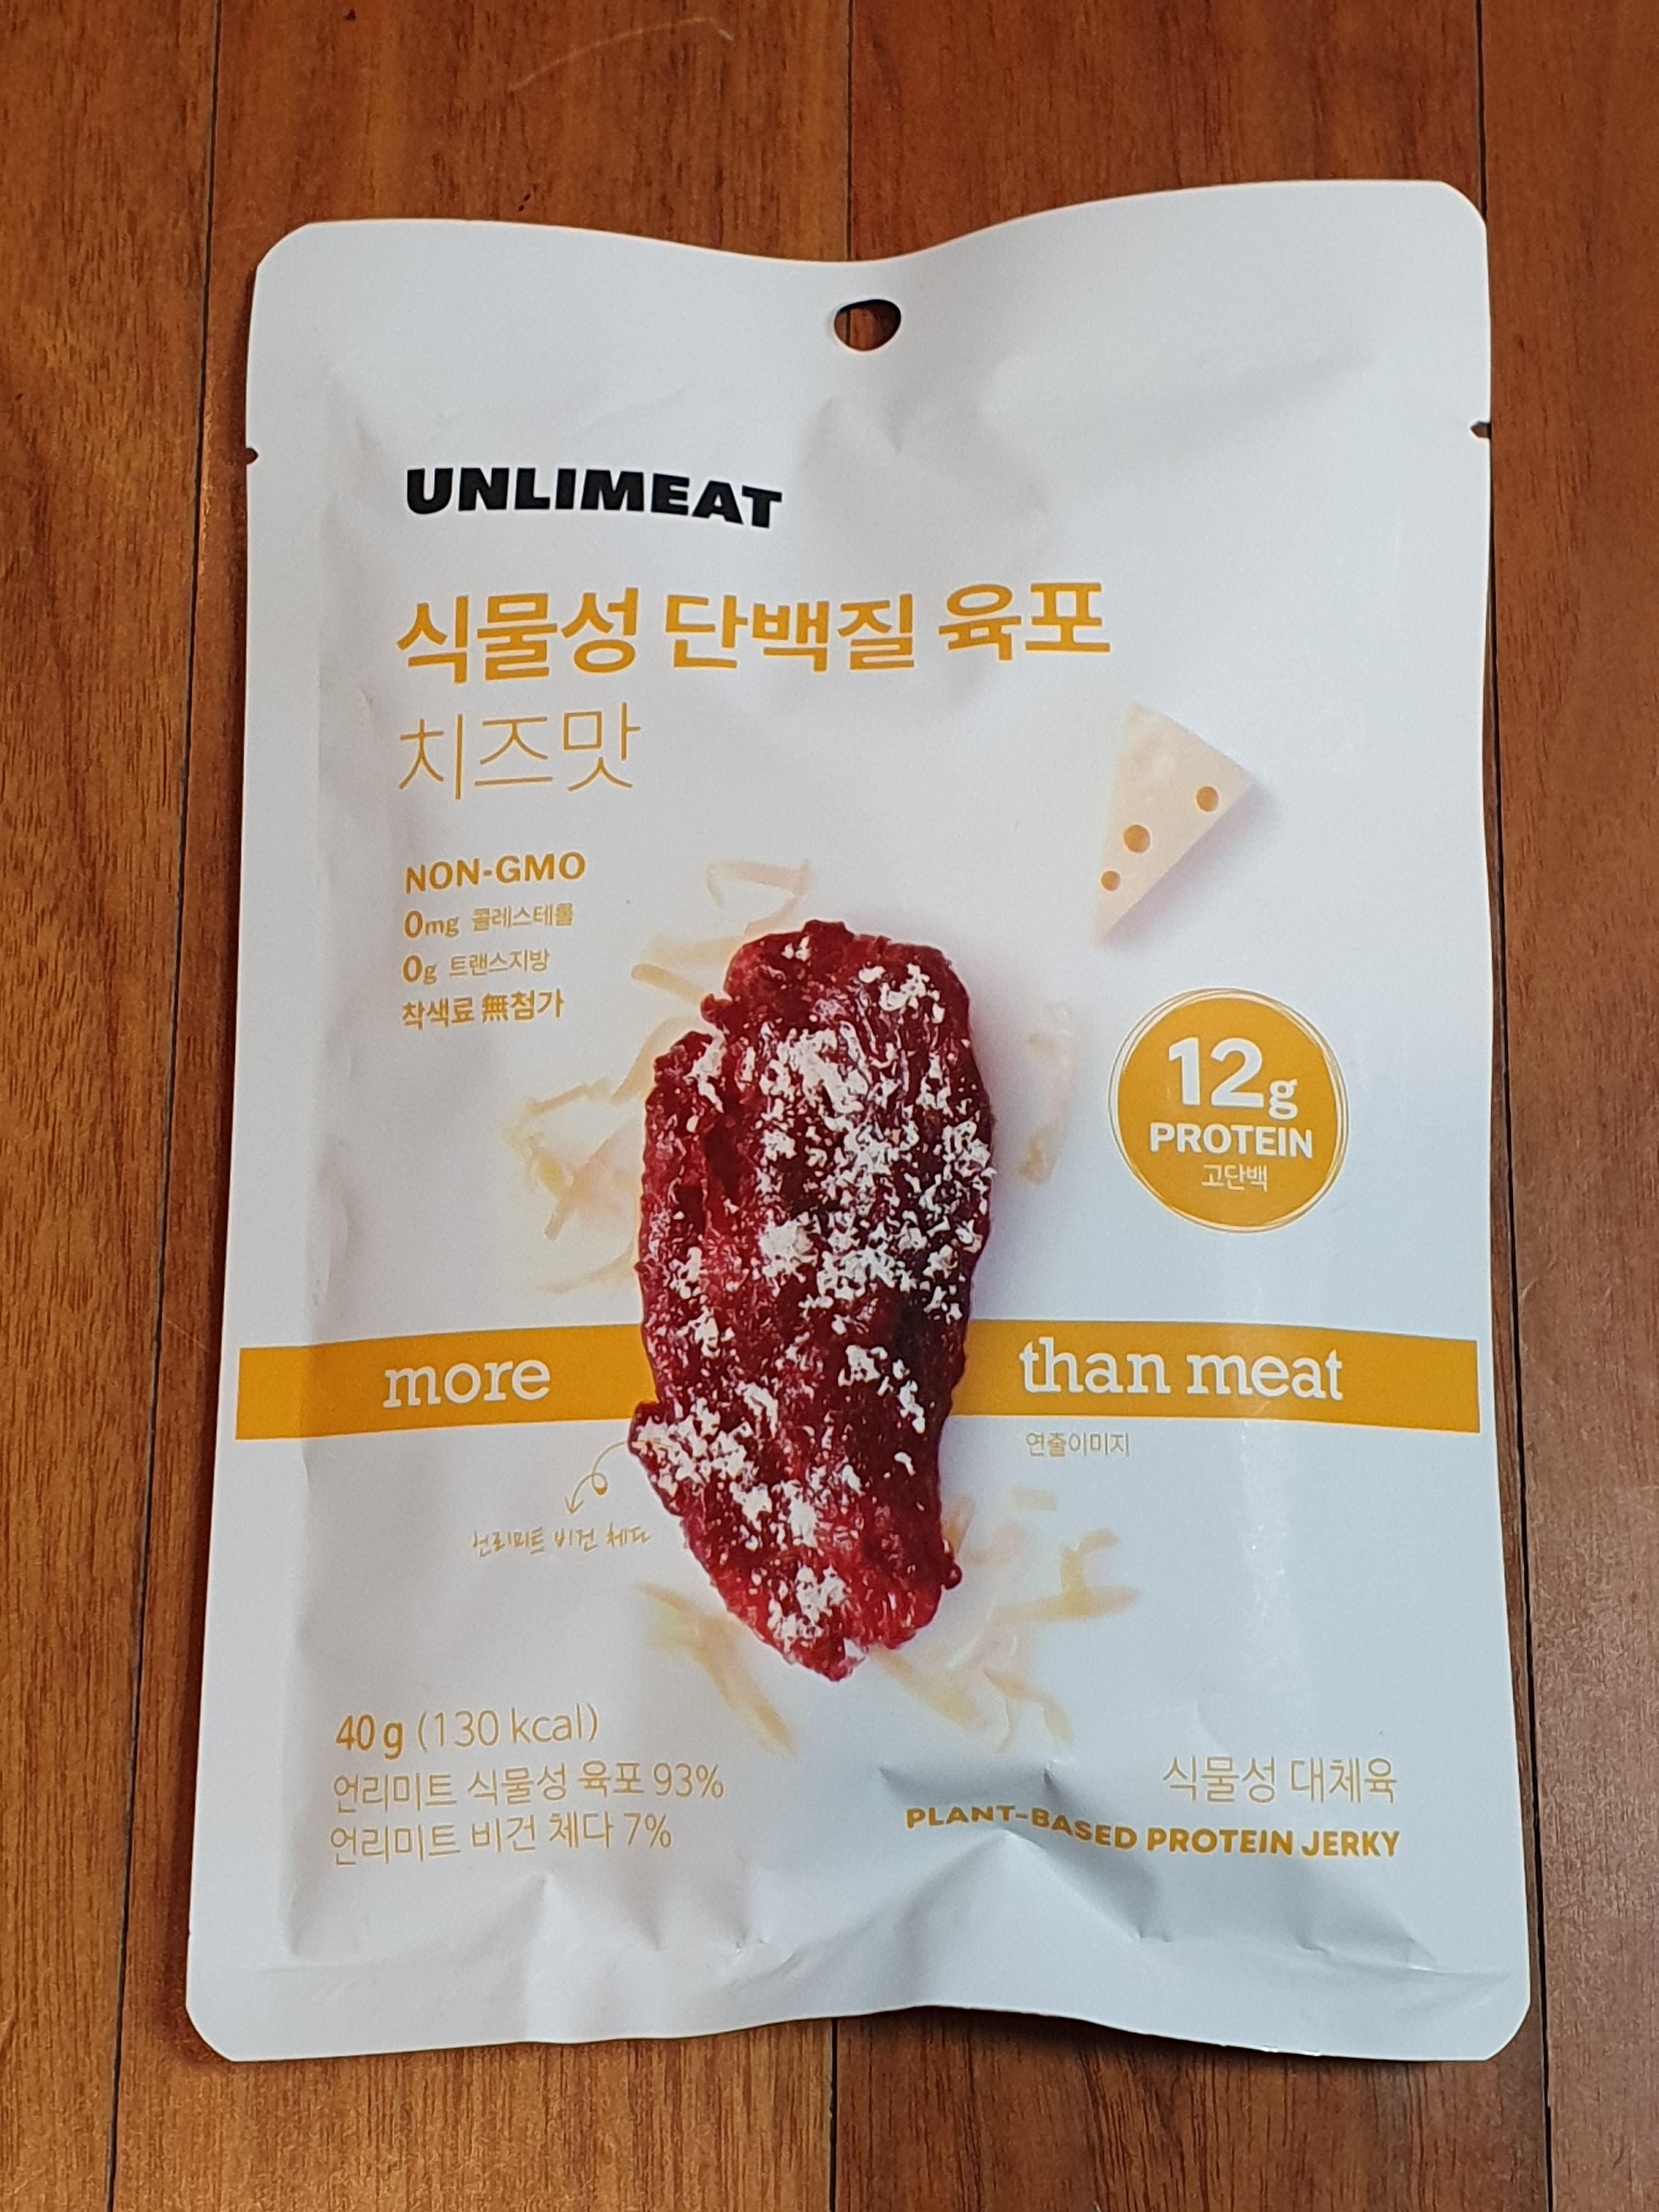 UNLIMEAT
식물성 단백질 육포
치즈맛
NON-GMO
0mg 콜레스테롤
0g 트랜스지방
착색료 無첨가
12g
PROTEIN
고단백
more than meat
연출이미지
언리미트 비건 체다
40g (130 kcal)
언리미트 식물성 육포 93%
언리미트 비건 체다 7%
식물성 대체육
PLANT-BASED PROTEIN JERKY